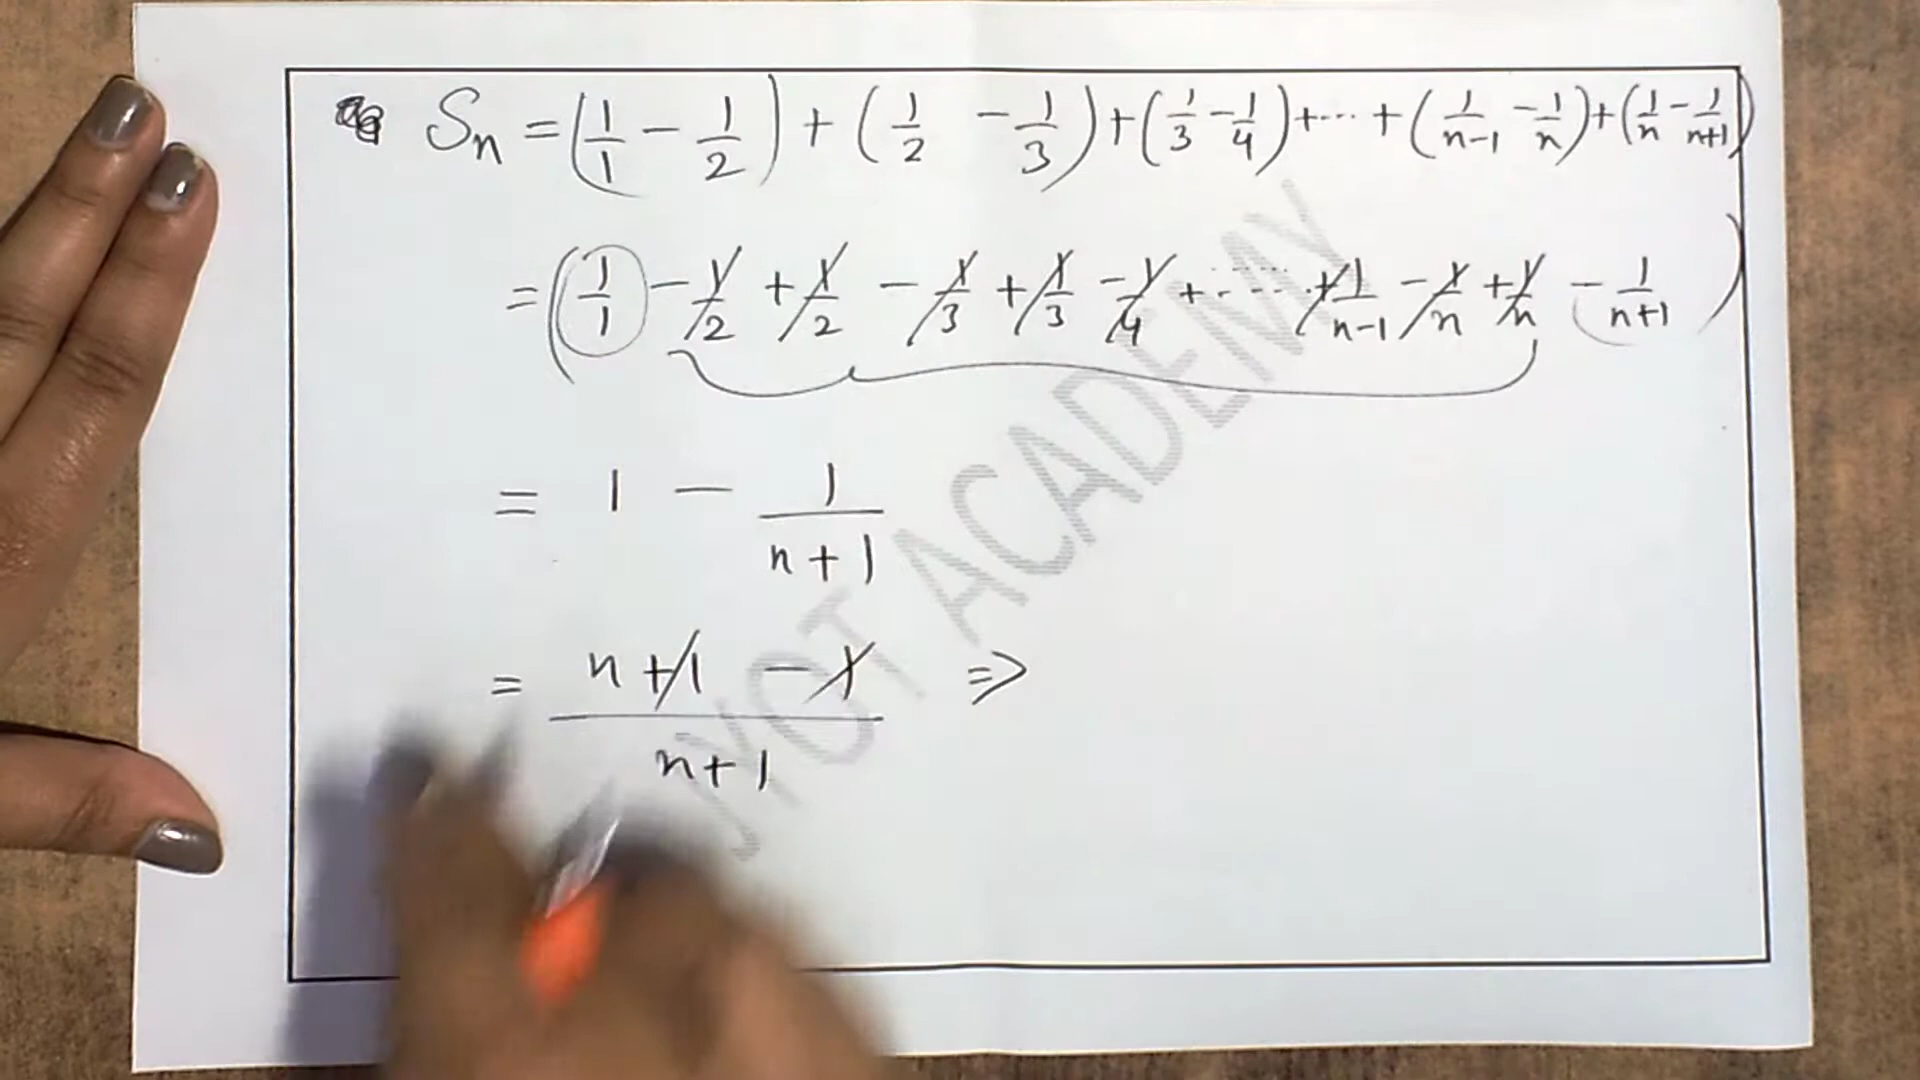 Sn = (1/1 - 1/2) + (1/2 - 1/3) + (1/3 - 1/4) + ... + (1/n-1 - 1/n) + (1/n - 1/n+1)
= (1/1 - 1/2 + 1/2 - 1/3 + 1/3 - 1/4 + ...... + 1/n-1 - 1/n + 1/n - 1/n+1)
= 1 - 1/n+1
= n+1 - 1/n+1 =>
JYOT ACADEMY